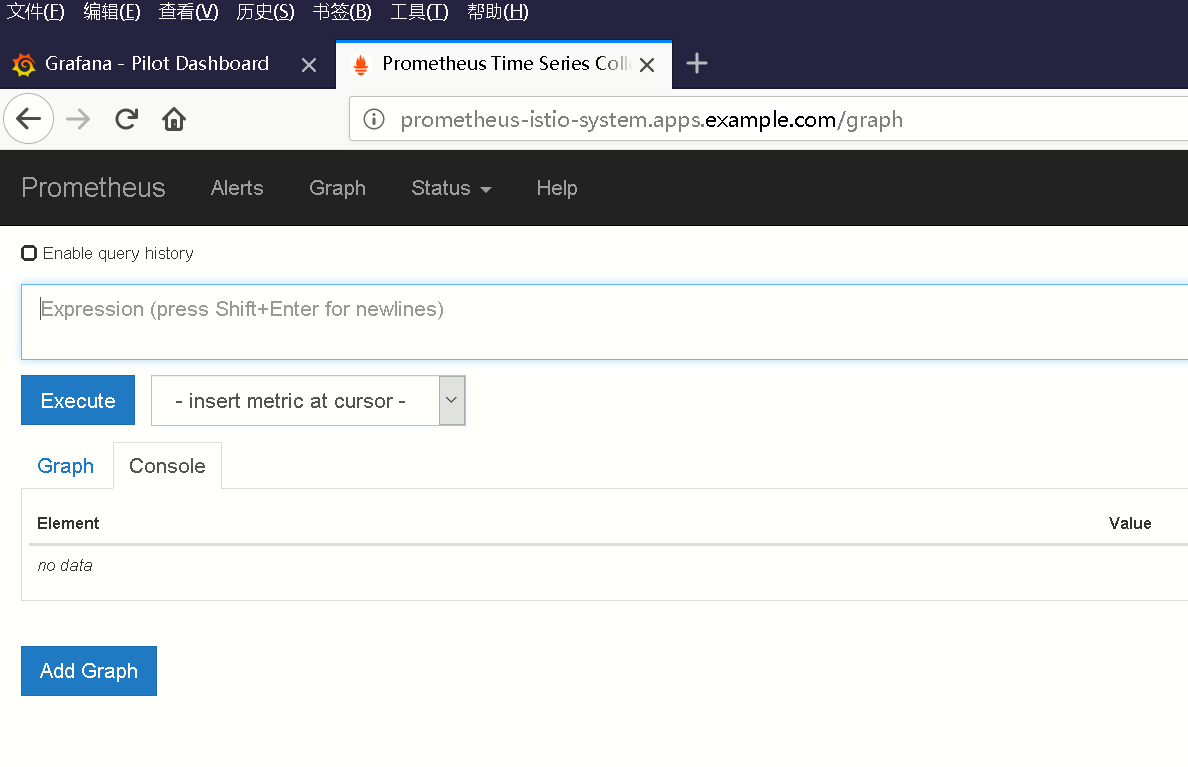 文件(F) 编辑(E) 查看(V) 历史(S) 书签(B) 工具(T) 帮助(H)
Grafana - Pilot Dashboard Prometheus Time Series Coll
prometheus-istio-system.apps.example.com/graph
Prometheus Alerts Graph Status Help
Enable query history
Expression (press Shift+Enter for newlines)
Execute - insert metric at cursor -
Graph Console
Element Value
no data
Add Graph